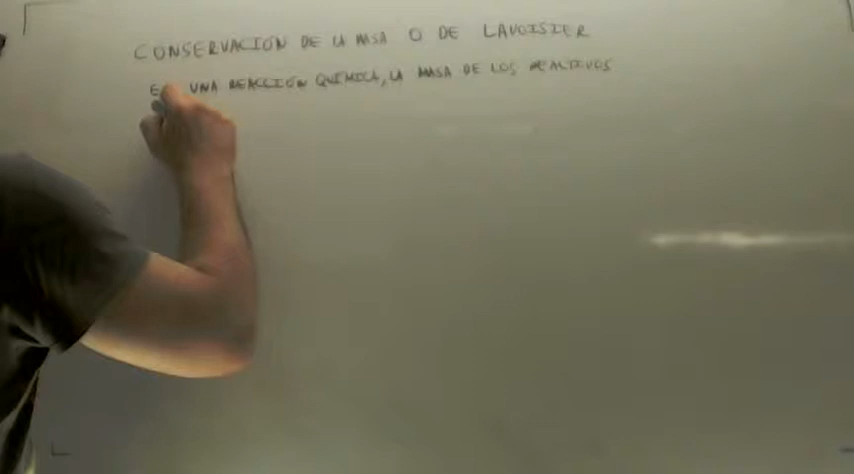 CONSERVACIÓN DE LA MASA O DE LAVOISIER
UNA REACCIÓN QUÍMICA, LA MASA DE LOS REACTIVOS